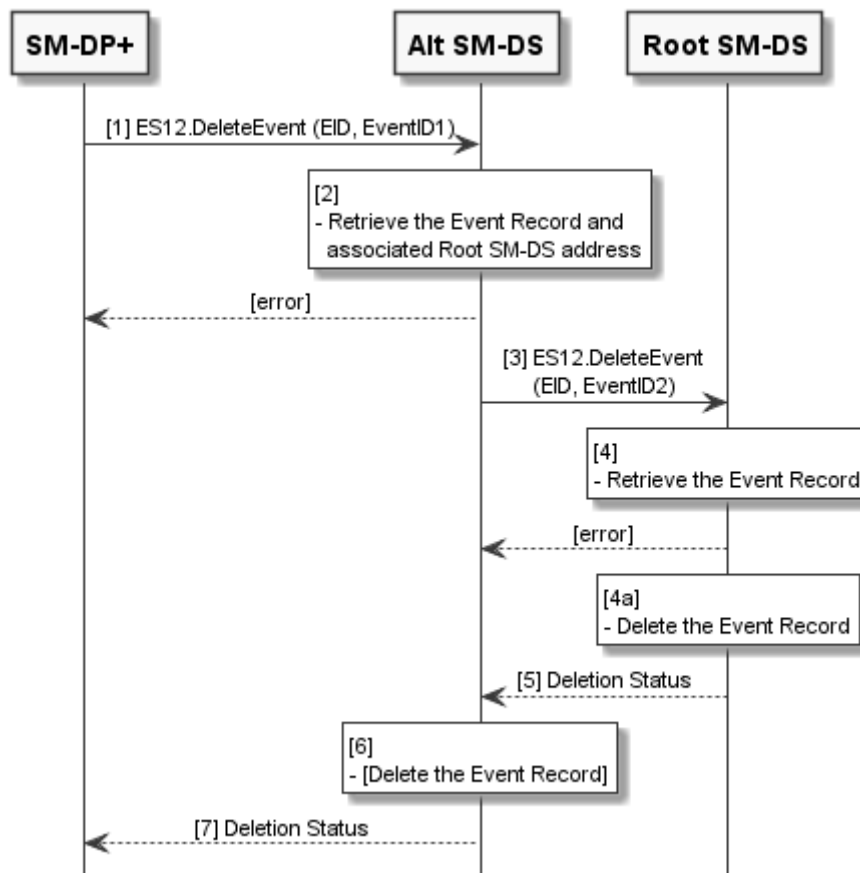 SM-DP+
Alt SM-DS
Root SM-DS
[1] ES12.DeleteEvent (EID, EventID1)
[2]
- Retrieve the Event Record and
associated Root SM-DS address
[error]
[3] ES12.DeleteEvent
(EID, EventID2)
[4]
- Retrieve the Event Record
[error]
[4a]
- Delete the Event Record
[5] Deletion Status
[6]
- [Delete the Event Record]
[7] Deletion Status